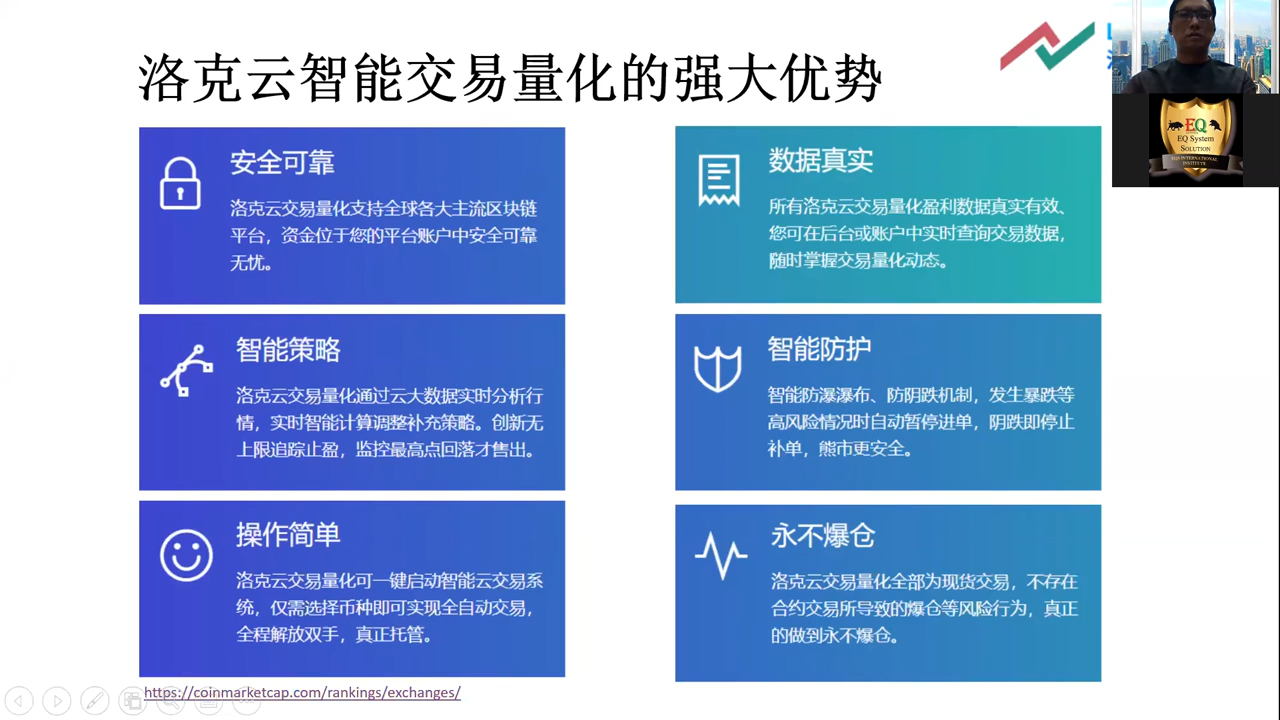 洛克云智能交易量化的强大优势
安全可靠
洛克云交易量化支持全球各大主流区块链
平台，资金位于您的平台账户中安全可靠
无忧。
数据真实
所有洛克云交易量化盈利数据真实有效、
您可在后台或账户中实时查询交易数据，
随时掌握交易量化动态。
智能策略
洛克云交易量化通过云大数据实时分析行
情，实时智能计算调整补充策略。创新无
上限追踪止盈，监控最高点回落才售出。
智能防护
智能防瀑瀑布、防阴跌机制，发生暴跌等
高风险情况时自动暂停进单，阴跌即停止
补单，熊市更安全。
操作简单
洛克云交易量化可一键启动智能云交易系
统，仅需选择币种即可实现全自动交易，
全程解放双手，真正托管。
永不爆仓
洛克云交易量化全部为现货交易，不存在
合约交易所导致的爆仓等风险行为，真正
的做到永不爆仓。
https://coinmarketcap.com/rankings/exchanges/
EQ
EQ System
Solution
EQS INTERNATIONAL
INSTITUTE